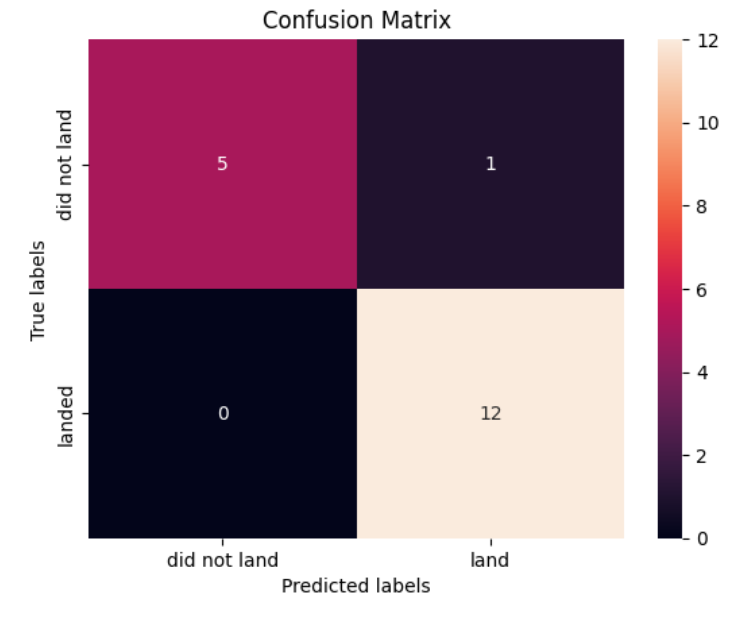 Confusion Matrix
True labels
did not land
landed
5
1
0
12
did not land
land
Predicted labels
12
10
8
6
4
2
0